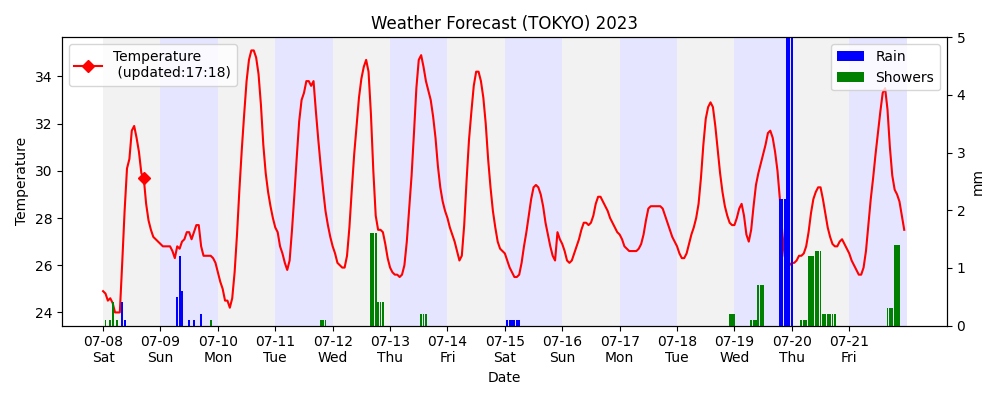 Weather Forecast (TOKYO) 2023
Temperature
(updated:17:18)
Rain
Showers
Temperature
34
32
30
28
26
24
5
4
3
2
1
0
mm
07-08 07-09 07-10 07-11 07-12 07-13 07-14 07-15 07-16 07-17 07-18 07-19 07-20 07-21
Sat Sun Mon Tue Wed Thu Fri Sat Sun Mon Tue Wed Thu Fri
Date